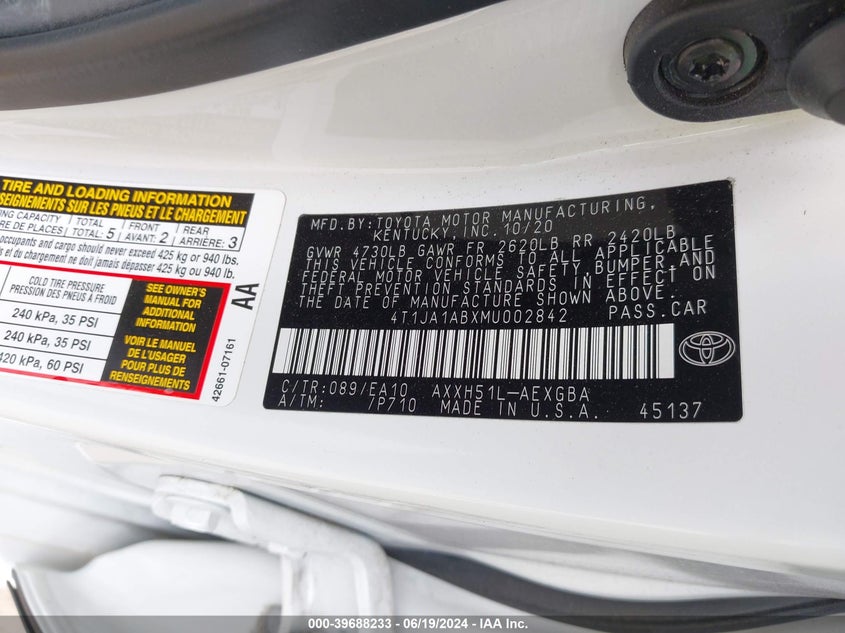 TIRE AND LOADING INFORMATION
SUR LES PNEUS ET LE CHARGEMENT
CAPACITY TOTAL 5 FRONT 2 REAR 3
DE PLACES: TOTAL: AVANT: ARRIÈRE:
occupants and cargo should never exceed 425 kg or 940 lbs.
et du chargement ne doit jamais dépasser 425 kg ou 940 lb.
COLD TIRE PRESSURE
PRESSION DES PNEUS À FROID
240 kPa, 35 PSI
240 kPa, 35 PSI
420 kPa, 60 PSI
SEE OWNER'S
MANUAL FOR
ADDITIONAL
INFORMATION
VOIR LE MANUEL
DE L'USAGER
POUR PLUS DE
RENSEIGNEMENTS
AA
42661-07161
MFD.BY:TOYOTA MOTOR MANUFACTURING,
KENTUCKY, INC. 10/20
GVWR 4730LB GAWR FR 2620LB RR 2420LB
THIS VEHICLE CONFORMS TO ALL APPLICABLE
FEDERAL MOTOR VEHICLE SAFETY, BUMPER, AND
THEFT PREVENTION STANDARDS IN EFFECT ON
THE DATE OF MANUFACTURE SHOWN ABOVE.
4T1JA1ABXMU002842 PASS.CAR
C/TR:089/EA10 AXXH51L-AEXGBA
A/TM: /P710 MADE IN U.S.A. 45137
TOYOTA
000-39688233 - 06/19/2024 - IAA Inc.